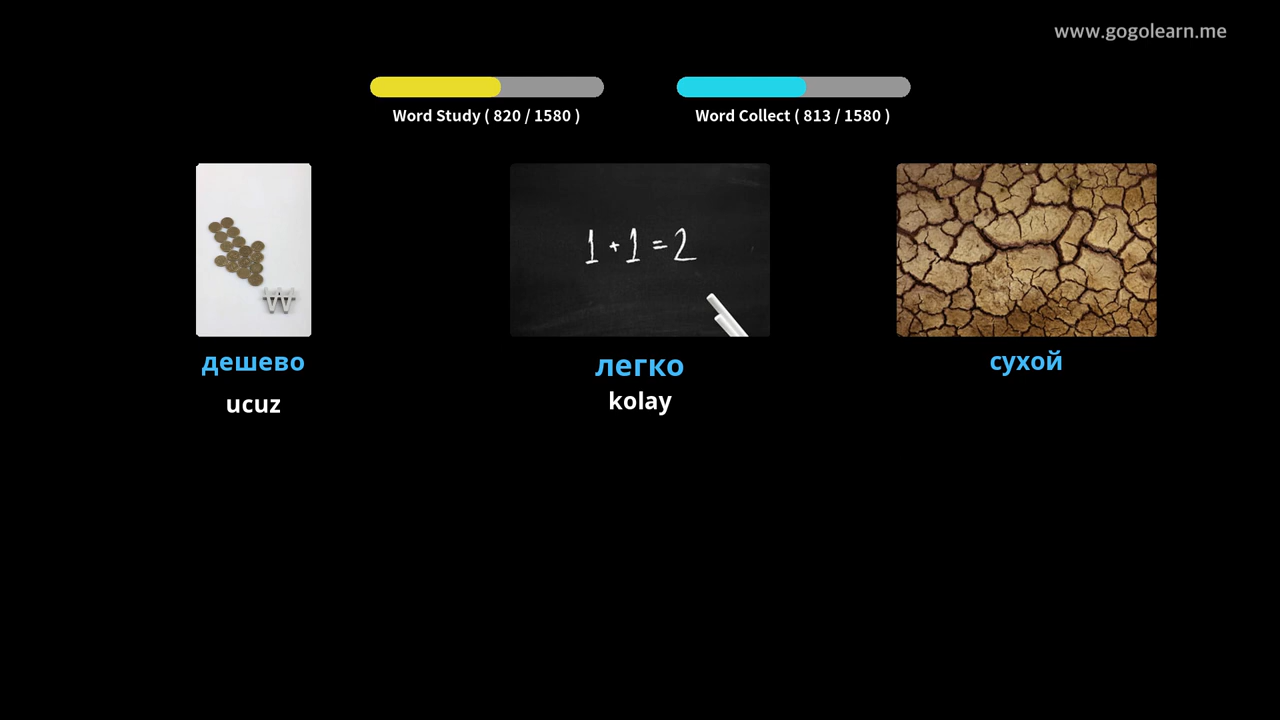 www.gogolearn.me
Word Study ( 820 / 1580 )
Word Collect ( 813 / 1580 )
₩
1 + 1 = 2
дешево
легко
сухой
ucuz
kolay